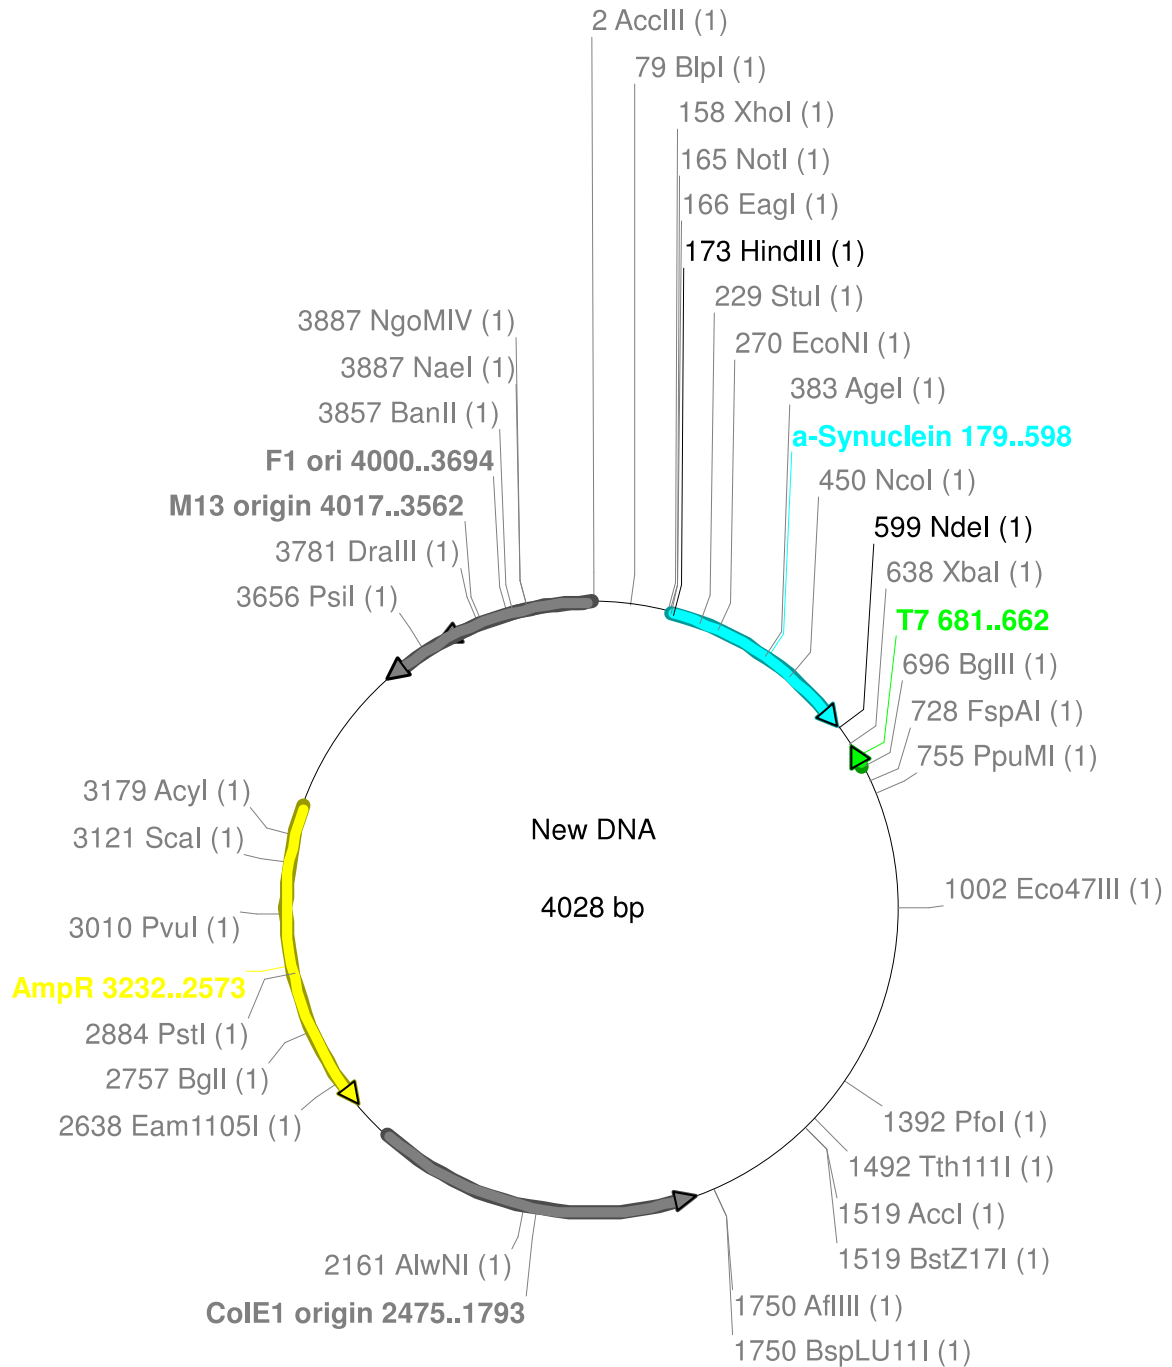 2 AccIII (1)
79 BlpI (1)
158 XhoI (1)
165 NotI (1)
166 EagI (1)
173 HindIII (1)
229 StuI (1)
270 EcoNI (1)
383 AgeI (1)
a-Synuclein 179..598
450 NcoI (1)
599 NdeI (1)
638 XbaI (1)
T7 681..662
696 BglII (1)
728 FspAI (1)
755 PpuMI (1)
1002 Eco47III (1)
1392 PfoI (1)
1492 Tth111I (1)
1519 AccI (1)
1519 BstZ17I (1)
1750 AflIII (1)
1750 BspLU11I (1)
ColE1 origin 2475..1793
2161 AlwNI (1)
2638 Eam1105I (1)
2757 BglI (1)
2884 PstI (1)
AmpR 3232..2573
3010 PvuI (1)
3121 ScaI (1)
3179 AcyI (1)
3656 PsiI (1)
3781 DraIII (1)
M13 origin 4017..3562
F1 ori 4000..3694
3857 BanII (1)
3887 NaeI (1)
3887 NgoMIV (1)
New DNA
4028 bp